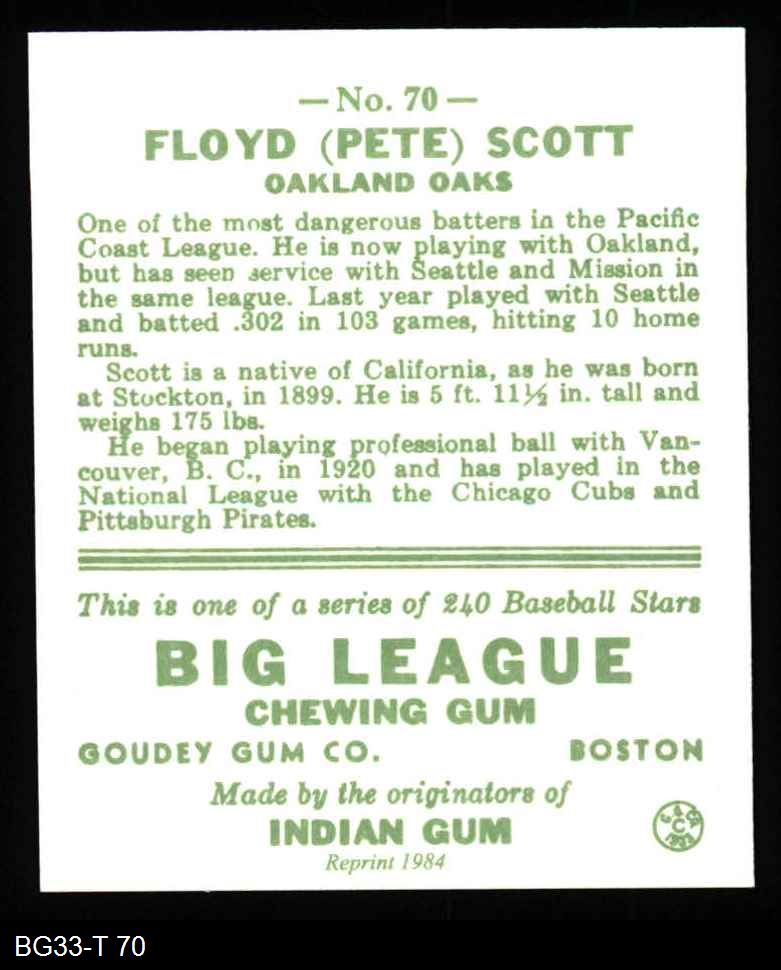 — No. 70 —
FLOYD (PETE) SCOTT
OAKLAND OAKS
One of the most dangerous batters in the Pacific
Coast League. He is now playing with Oakland,
but has seen service with Seattle and Mission in
the same league. Last year played with Seattle
and batted .302 in 103 games, hitting 10 home
runs.
Scott is a native of California, as he was born
at Stockton, in 1899. He is 5 ft. 11½ in. tall and
weighs 175 lbs.
He began playing professional ball with Van-
couver, B. C., in 1920 and has played in the
National League with the Chicago Cubs and
Pittsburgh Pirates.
This is one of a series of 240 Baseball Stars
BIG LEAGUE
CHEWING GUM
GOUDEY GUM CO. BOSTON
Made by the originators of
INDIAN GUM
Reprint 1984
C
BG33-T 70